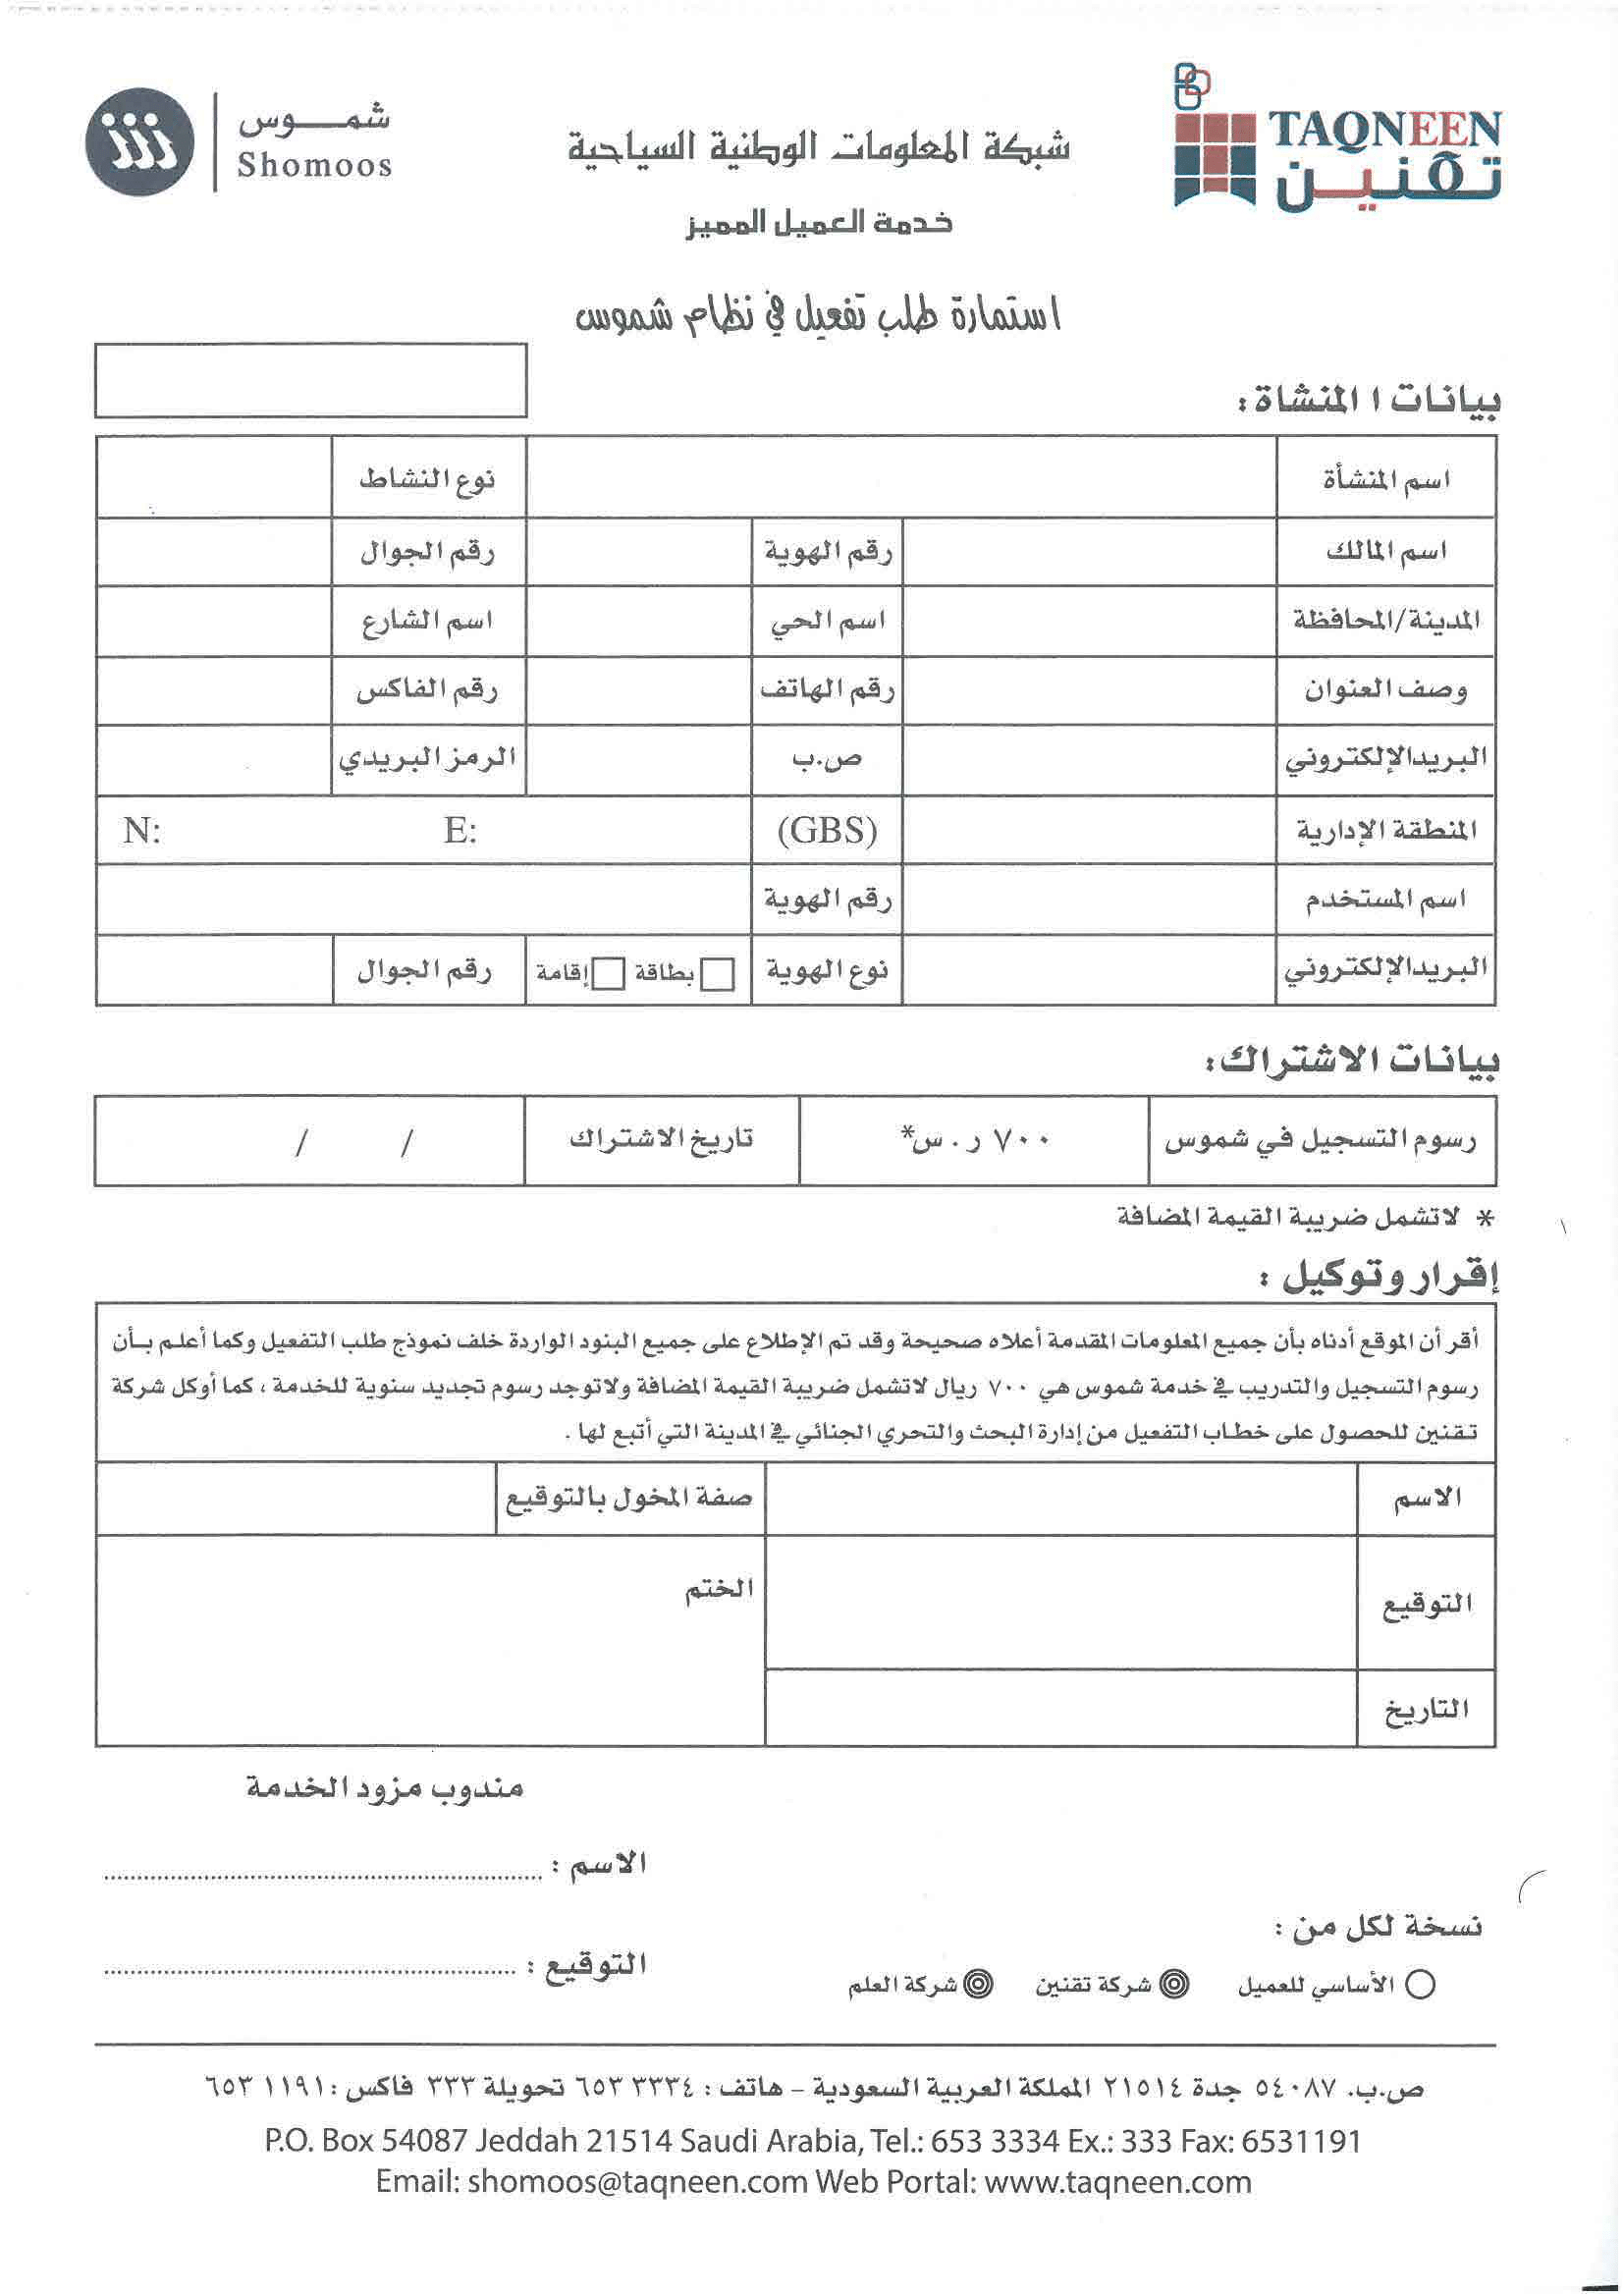 TAQNEEN
تقنين
شبكة المعلومات الوطنية السياحية
شموس
Shomoos
خدمة العميل المميز
استمارة طلب تفعيل في نظام شموس
بيانات ا المنشاة :
اسم المنشأة نوع النشاط
اسم المالك رقم الهوية رقم الجوال
المدينة/المحافظة اسم الحي اسم الشارع
وصف العنوان رقم الهاتف رقم الفاكس
البريد الإلكتروني ص.ب الرمز البريدي
المنطقة الإدارية (GBS) E: N:
اسم المستخدم رقم الهوية
البريد الإلكتروني نوع الهوية بطاقة إقامة رقم الجوال
بيانات الاشتراك:
رسوم التسجيل في شموس ٧٠٠ ر.س* تاريخ الاشتراك / /
* لاتشمل ضريبة القيمة المضافة
إقرار وتوكيل :
أقر أن الموقع أدناه بأن جميع المعلومات المقدمة أعلاه صحيحة وقد تم الإطلاع على جميع البنود الواردة خلف نموذج طلب التفعيل وكما أعلم بأن
رسوم التسجيل والتدريب في خدمة شموس هي ٧٠٠ ريال لاتشمل ضريبة القيمة المضافة ولاتوجد رسوم تجديد سنوية للخدمة ، كما أوكل شركة
تقنين للحصول على خطاب التفعيل من إدارة البحث والتحري الجنائي في المدينة التي أتبع لها .
الاسم صفة المخول بالتوقيع
التوقيع الختم
التاريخ
مندوب مزود الخدمة
الاسم : ........................................
نسخة لكل من :
التوقيع : ........................................
الأساسي للعميل شركة تقنين شركة العلم
ص.ب. ٥٤٠٨٧ جدة ٢١٥١٤ المملكة العربية السعودية – هاتف : ٣٣٣٤ ٦٥٣ تحويلة ٣٣٣ فاكس :١١٩١ ٦٥٣
P.O. Box 54087 Jeddah 21514 Saudi Arabia, Tel.: 653 3334 Ex.: 333 Fax: 6531191
Email: shomoos@taqneen.com Web Portal: www.taqneen.com